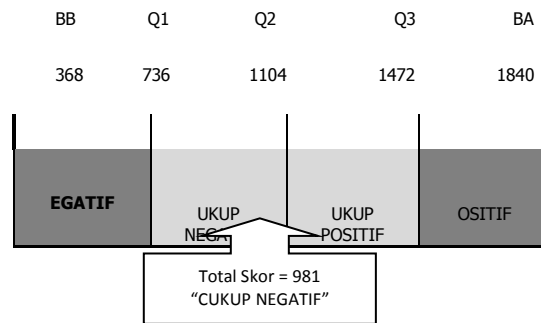 BB Q1 Q2 Q3 BA
368 736 1104 1472 1840
EGATIF
UKUP UKUP OSITIF
NEGA POSITIF
Total Skor = 981
“CUKUP NEGATIF”